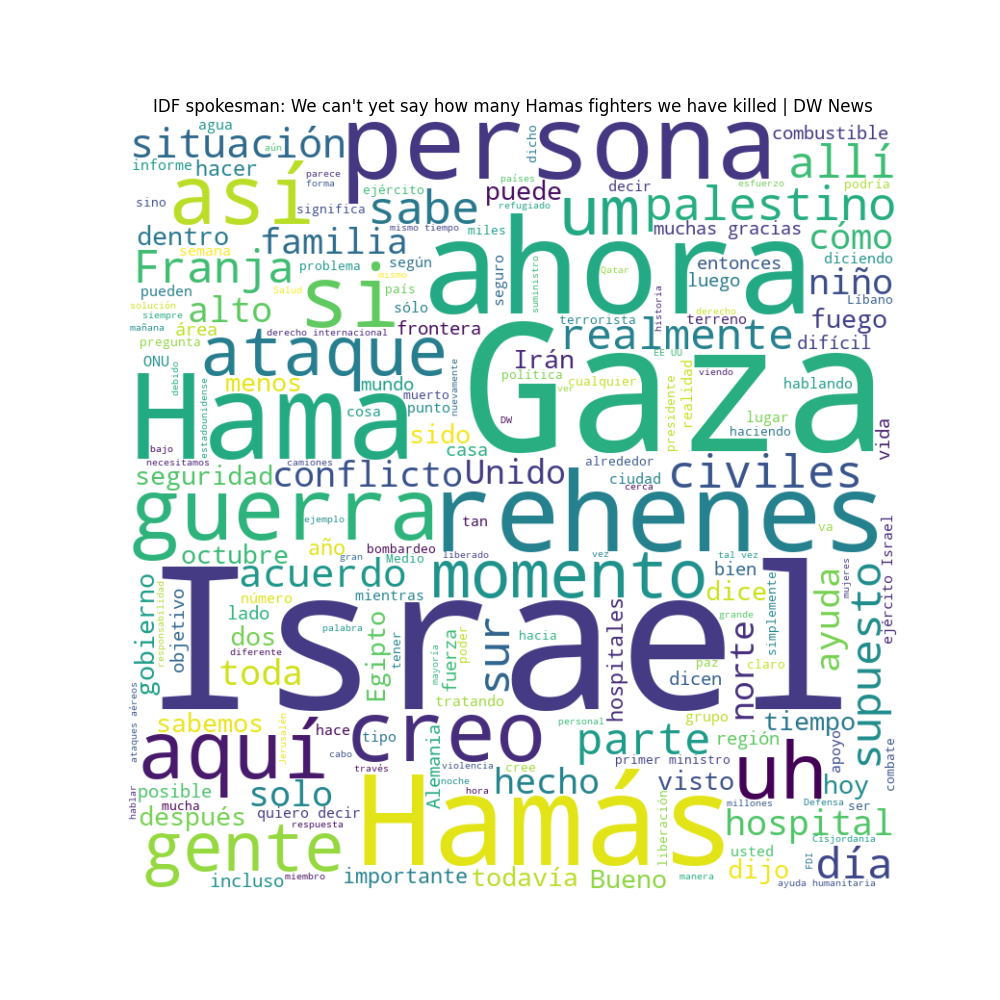 IDF spokesman: We can't yet say how many Hamas fighters we have killed | DW News
agua
situación
persona
dicho
combustible
aún
informe
hacer
parece
forma
ejército
países
puede
decir
esfuerzo
allí
podría
sino
así
significa
sabe
refugiado
um
palestino
mismo tiempo
miles
muchas gracias
cómo
dentro
semana
familia
ahora
entonces
diciendo
Franja
problema
si
según
seguro
suministro
Qatar
luego
niño
pueden
mismo
Salud
país
historia
derecho
Líbano
solución
siempre
alto
sólo
terrorista
terreno
fuego
mañana
área
derecho internacional
frontera
realmente
difícil
pregunta
ataque
Irán
EE UU
ONU
debido
estadounidense
menos
mundo
nuevamente
Gaza
política
cualquier
ver
presidente
realidad
viendo
hablando
Hama
muerto
cosa
punto
DW
lugar
haciendo
vida
sido
casa
bajo
necesitamos
camiones
alrededor
cerca
seguridad
conflicto
Unido
ciudad
civiles
guerra
rehenes
ejemplo
tan
va
ejército Israel
octubre
año
gran
bombardeo
Medio
liberado
vez
tal vez
mujeres
gobierno
responsabilidad
objetivo
acuerdo
momento
bien
simplemente
número
mientras
dice
ayuda
supuesto
lado
dos
diferente
Israel
palabra
tener
Egipto
mayoría
fuerza
poder
sur
hacia
hospitales
grande
paz
claro
dicen
norte
toda
tratando
ataques aéreos
sabemos
Jerusalén
hace
creo
personal
grupo
tiempo
aquí
tipo
Alemania
parte
región
apoyo
cabo
través
violencia
cree
primer ministro
uh
combate
hablar
posible
solo
noche
hora
hecho
visto
hoy
mucha
quiero decir
Hamás
liberación
millones
Defensa
ser
después
respuesta
hospital
Cisjordania
gente
usted
FDI
día
incluso
miembro
importante
todavía
Bueno
manera
dijo
ayuda humanitaria